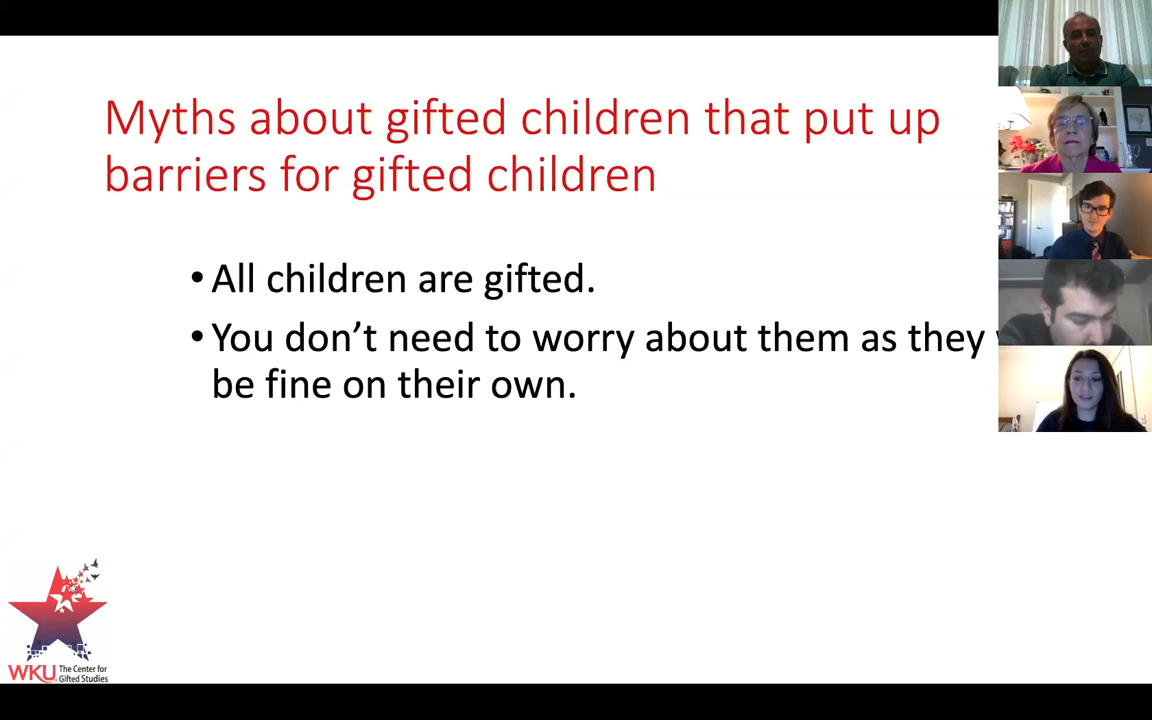 Myths about gifted children that put up
barriers for gifted children
• All children are gifted.
• You don’t need to worry about them as they
be fine on their own.
WKU The Center for
Gifted Studies